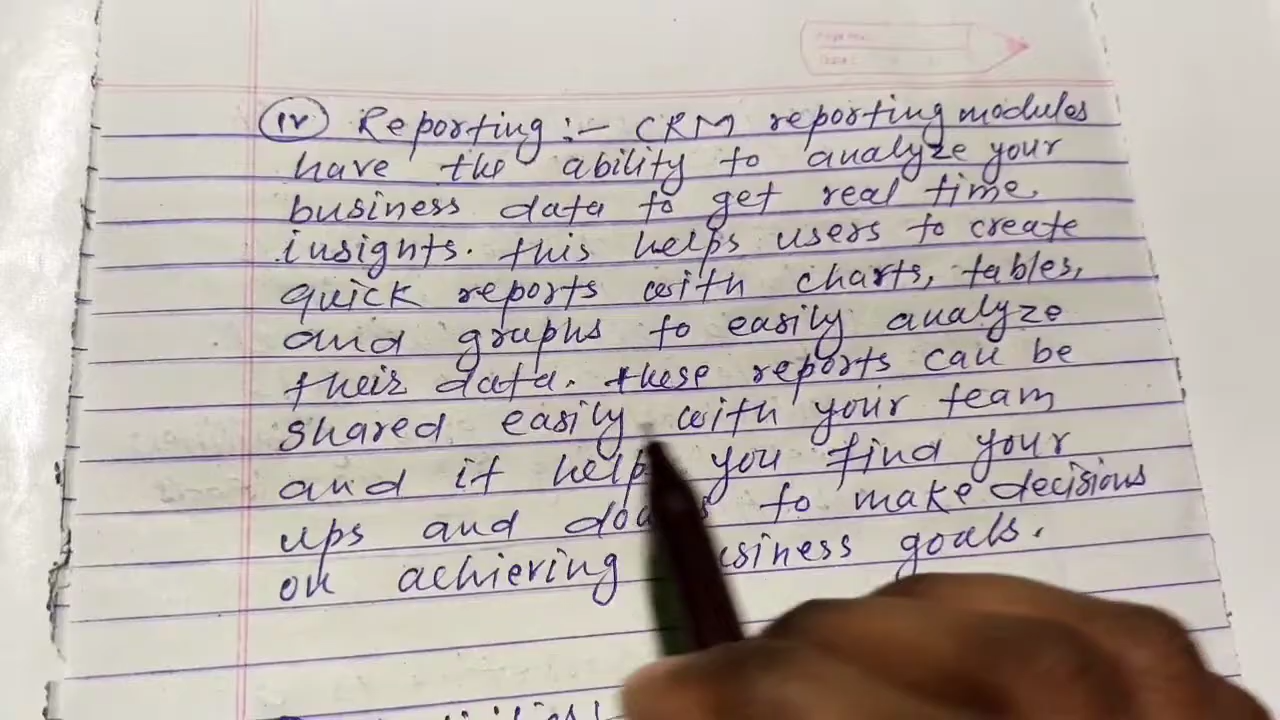 (iv) Reporting :- CRM reporting modules
have the ability to analyze your
business data to get real time
insights. this helps users to create
quick reports with charts, tables,
and graphs to easily analyze
their data. these reports can be
shared easily with your team
and it help you find your
ups and to make decisions
on achiering goals.